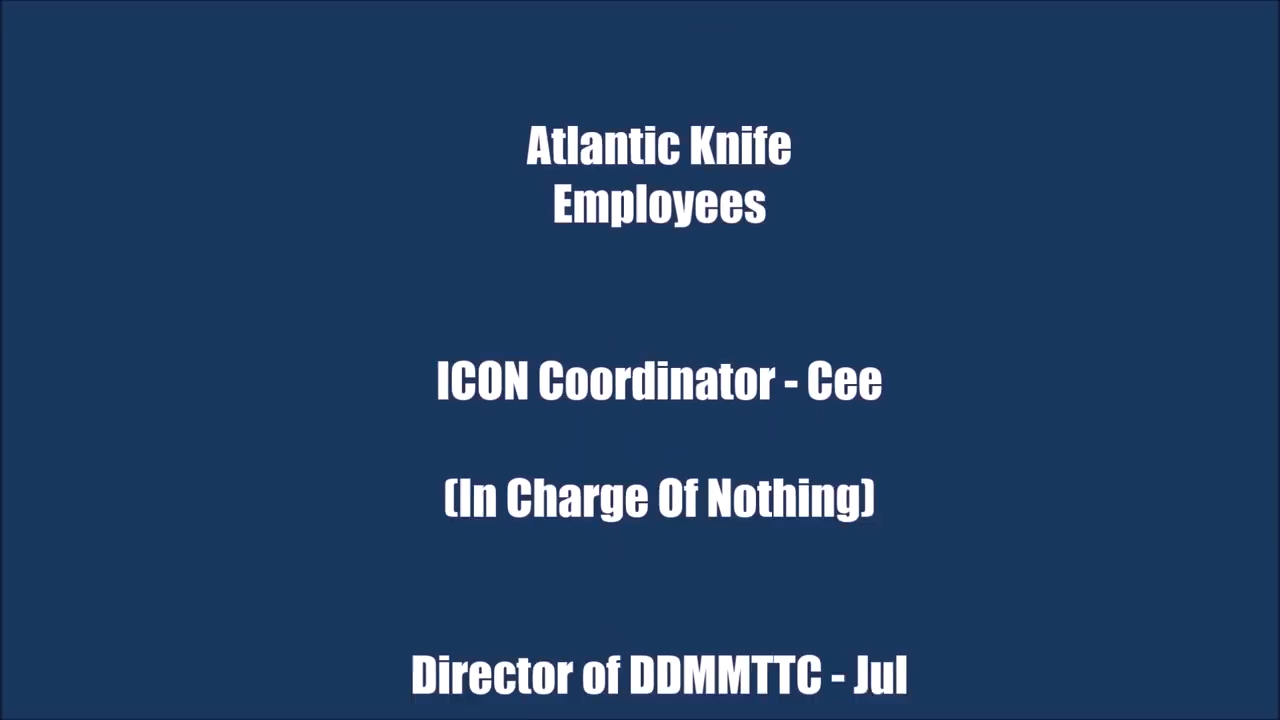 Atlantic Knife
Employees
ICON Coordinator - Cee
(In Charge Of Nothing)
Director of DDMMTTC - Jul